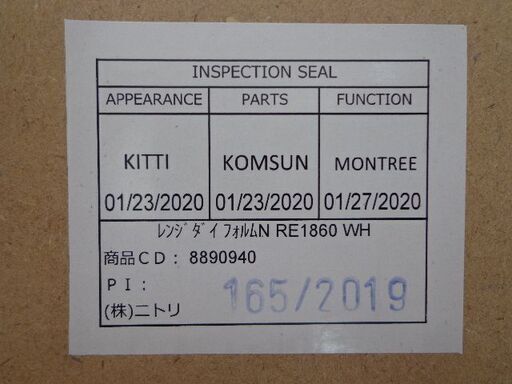 INSPECTION SEAL
APPEARANCE PARTS FUNCTION
KITTI KOMSUN MONTREE
01/23/2020 01/23/2020 01/27/2020
ﾚﾝｼﾞﾀﾞｲ ﾌｫﾙﾑN RE1860 WH
商品ＣＤ： 8890940
ＰＩ： 165/2019
(株)ニトリ